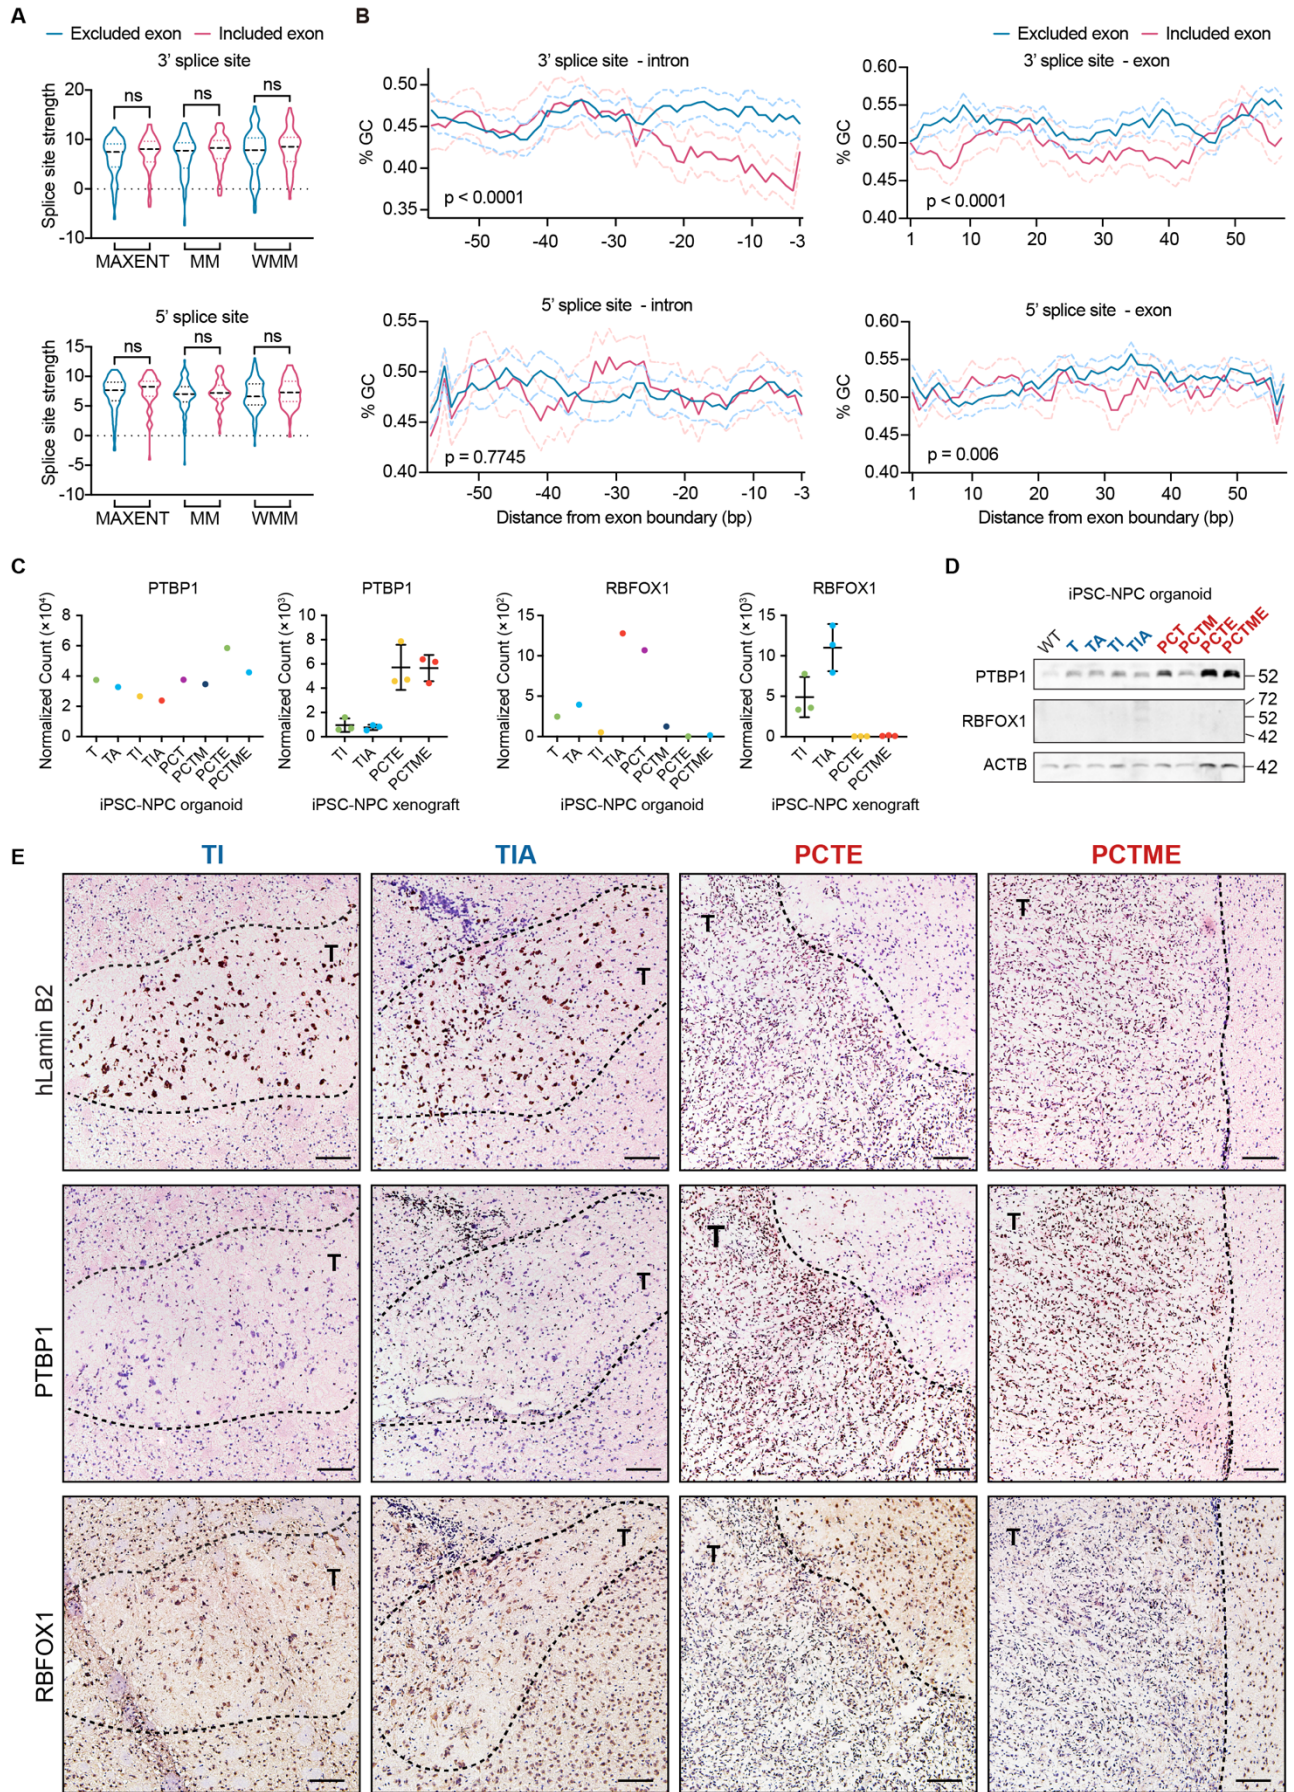 A
Excluded exon Included exon
3' splice site
Splice site strength
20
10
0
-10
ns ns ns
MAXENT MM WMM
5' splice site
Splice site strength
15
10
5
0
-5
-10
ns ns ns
MAXENT MM WMM
B
Excluded exon Included exon
3' splice site - intron
% GC
0.50
0.45
0.40
0.35
p < 0.0001
-50 -40 -30 -20 -10 -3
3' splice site - exon
% GC
0.60
0.55
0.50
0.45
0.40
p < 0.0001
1 10 20 30 40 50
5' splice site - intron
% GC
0.55
0.50
0.45
0.40
p = 0.7745
-50 -40 -30 -20 -10 -3
Distance from exon boundary (bp)
5' splice site - exon
% GC
0.60
0.55
0.50
0.45
0.40
p = 0.006
1 10 20 30 40 50
Distance from exon boundary (bp)
C
PTBP1
Normalized Count (×10⁴)
8
6
4
2
0
T TA TI TIA PCT PCTM PCTE PCTME
iPSC-NPC organoid
PTBP1
Normalized Count (×10³)
10
8
6
4
2
0
TI TIA PCTE PCTME
iPSC-NPC xenograft
RBFOX1
Normalized Count (×10²)
15
10
5
0
T TA TI TIA PCT PCTM PCTE PCTME
iPSC-NPC organoid
RBFOX1
Normalized Count (×10³)
15
10
5
0
TI TIA PCTE PCTME
iPSC-NPC xenograft
D
iPSC-NPC organoid
WT T TA TI TIA PCT PCTM PCTE PCTME
PTBP1 52
72
RBFOX1 52
42
ACTB 42
E
TI TIA PCTE PCTME
hLamin B2
T T T T
PTBP1
T T T T
RBFOX1
T T T T